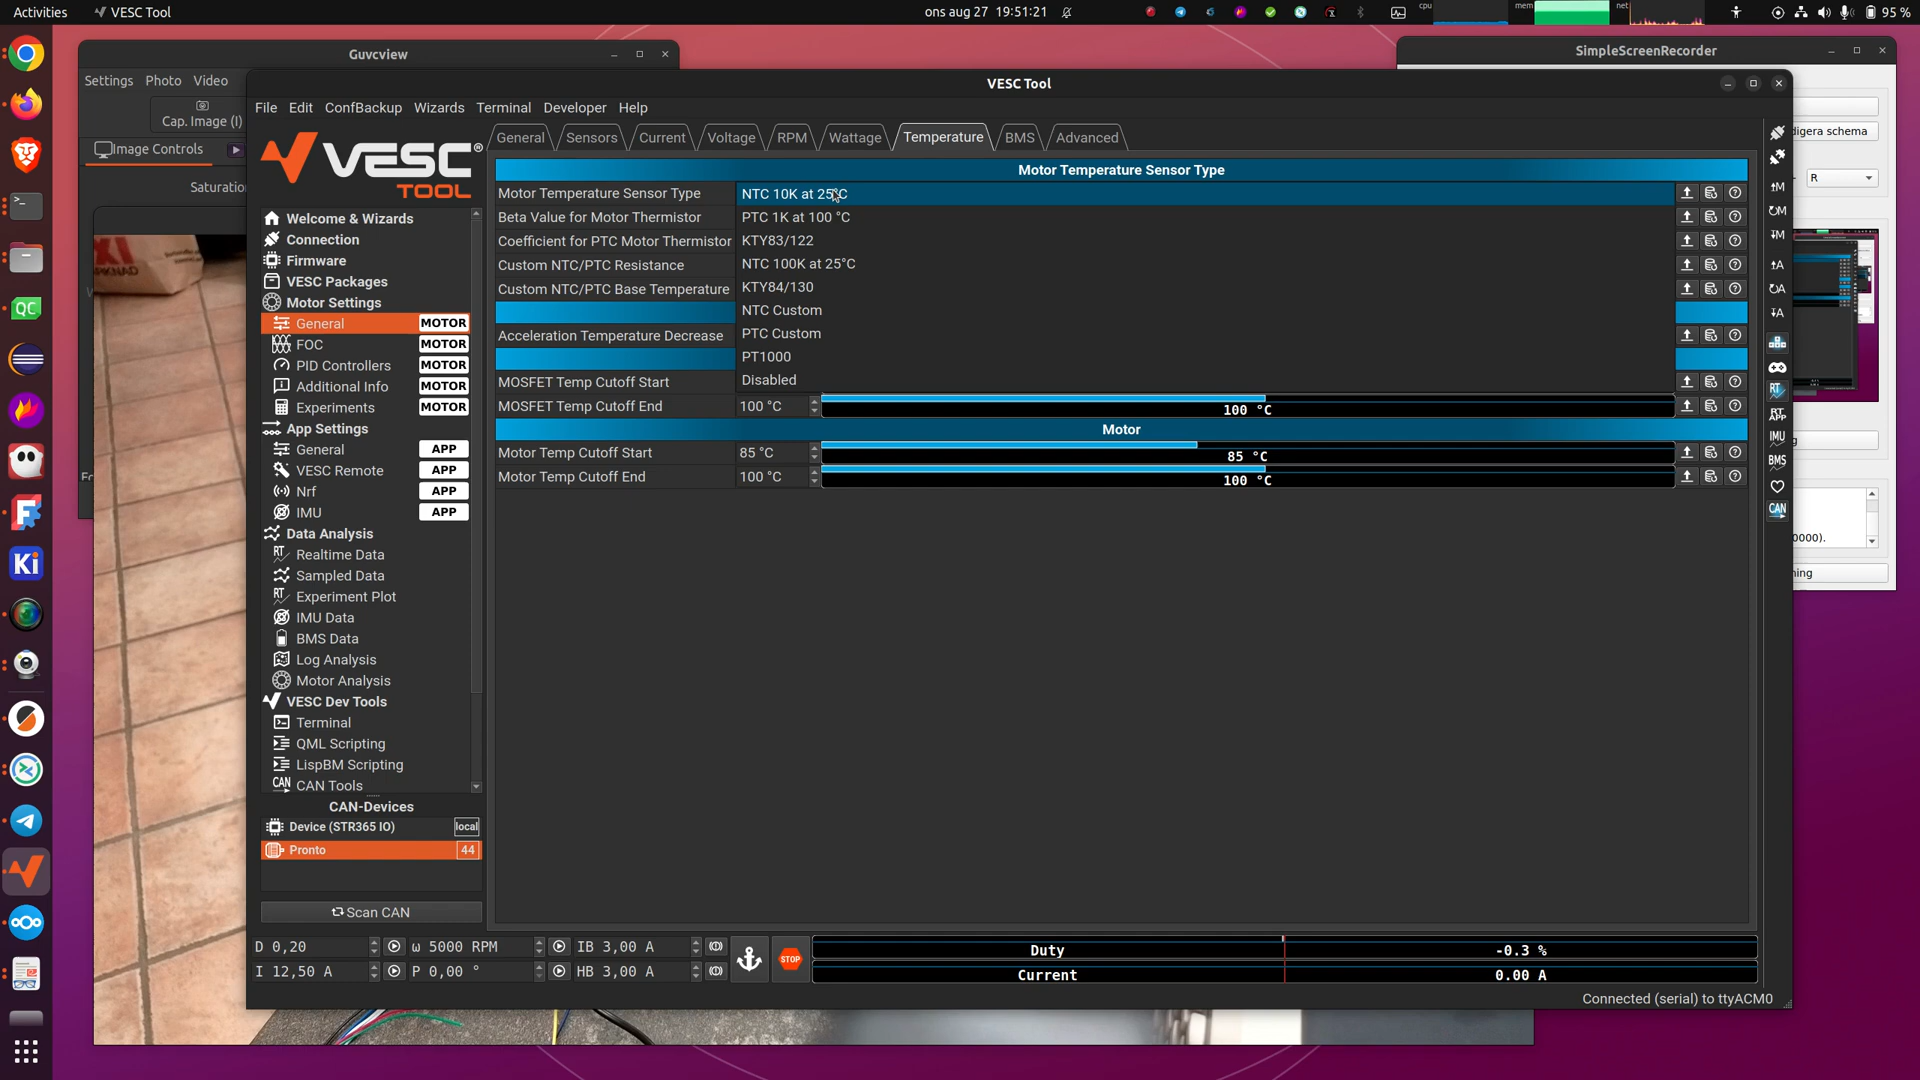 Activities
VESC Tool
ons aug 27 19:51:21
cpu
mem
net
95 %
Guvcview
Settings Photo Video
Cap. Image (I)
Image Controls
Saturatio
SimpleScreenRecorder
digera schema
R
0000).
VESC Tool
File Edit ConfBackup Wizards Terminal Developer Help
VESC®
TOOL
Welcome & Wizards
Connection
Firmware
VESC Packages
Motor Settings
General MOTOR
FOC MOTOR
PID Controllers MOTOR
Additional Info MOTOR
Experiments MOTOR
App Settings
General APP
VESC Remote APP
Nrf APP
IMU APP
Data Analysis
Realtime Data
Sampled Data
Experiment Plot
IMU Data
BMS Data
Log Analysis
Motor Analysis
VESC Dev Tools
Terminal
QML Scripting
LispBM Scripting
CAN CAN Tools
CAN-Devices
Device (STR365 IO) local
Pronto 44
Scan CAN
General Sensors Current Voltage RPM Wattage Temperature BMS Advanced
Motor Temperature Sensor Type
Motor Temperature Sensor Type
Beta Value for Motor Thermistor
Coefficient for PTC Motor Thermistor
Custom NTC/PTC Resistance
Custom NTC/PTC Base Temperature
Acceleration Temperature Decrease
MOSFET Temp Cutoff Start
MOSFET Temp Cutoff End 100 °C 100 °C
NTC 10K at 25°C
PTC 1K at 100 °C
KTY83/122
NTC 100K at 25°C
KTY84/130
NTC Custom
PTC Custom
PT1000
Disabled
Motor
Motor Temp Cutoff Start 85 °C 85 °C
Motor Temp Cutoff End 100 °C 100 °C
M
M
M
A
A
A
RT
RT
APP
IMU
BMS
CAN
D 0,20 ω 5000 RPM IB 3,00 A
I 12,50 A P 0,00 ° HB 3,00 A
STOP
Duty -0.3 %
Current 0.00 A
Connected (serial) to ttyACM0
QC
Ki